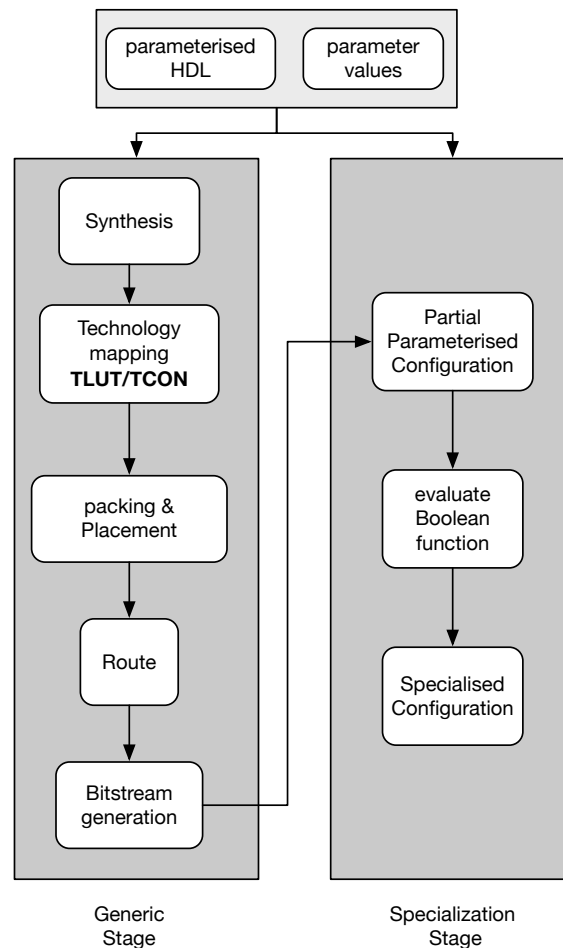 parameterised
HDL
parameter
values
Synthesis
Technology
mapping
TLUT/TCON
packing &
Placement
Route
Bitstream
generation
Partial
Parameterised
Configuration
evaluate
Boolean
function
Specialised
Configuration
Generic
Stage
Specialization
Stage